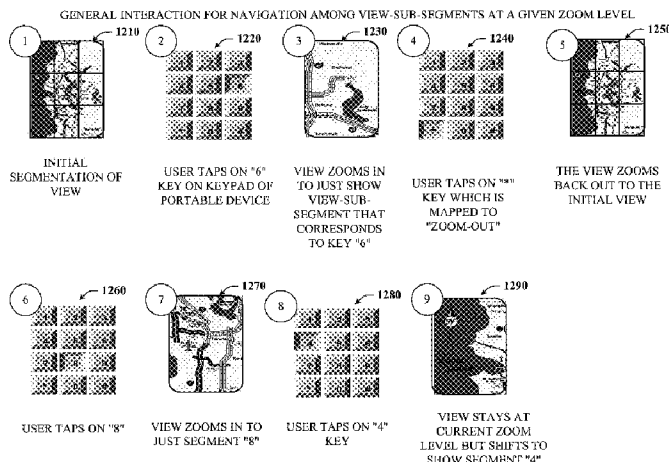 GENERAL INTERACTION FOR NAVIGATION AMONG VIEW-SUB-SEGMENTS AT A GIVEN ZOOM LEVEL
1
1210
2
1220
3
1230
4
1240
5
1250
INITIAL
SEGMENTATION OF
VIEW
USER TAPS ON "6"
KEY ON KEYPAD OF
PORTABLE DEVICE
VIEW ZOOMS IN
TO JUST SHOW
VIEW-SUB-
SEGMENT THAT
CORRESPONDS
TO KEY "6"
USER TAPS ON
KEY WHICH IS
MAPPED TO
"ZOOM-OUT"
THE VIEW ZOOMS
BACK OUT TO THE
INITIAL VIEW
6
1260
7
1270
8
1280
9
1290
USER TAPS ON "8"
VIEW ZOOMS IN TO
JUST SEGMENT "8"
USER TAPS ON "4"
KEY
VIEW STAYS AT
CURRENT ZOOM
LEVEL BUT SHIFTS TO
SHOW SEGMENT "4"